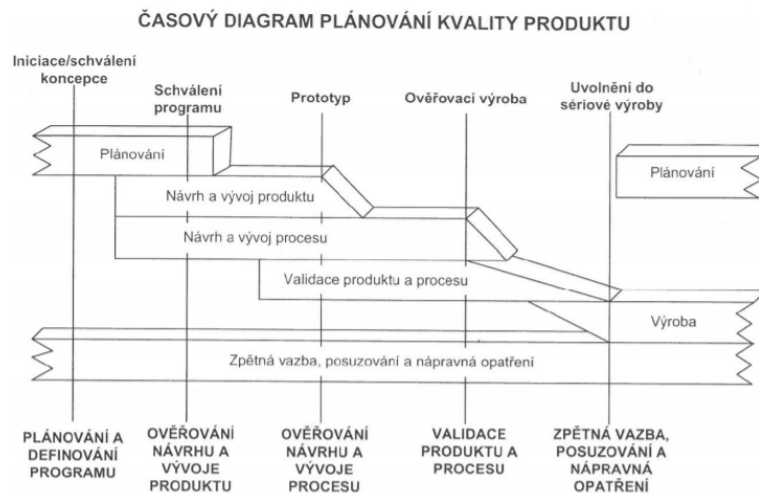 ČASOVÝ DIAGRAM PLÁNOVÁNÍ KVALITY PRODUKTU
Iniciace/schválení
koncepce
Schválení
programu
Prototyp
Ověřovací výroba
Uvolnění do
sériové výroby
Plánování
Plánování
Návrh a vývoj produktu
Návrh a vývoj procesu
Validace produktu a procesu
Výroba
Zpětná vazba, posuzování a nápravná opatření
PLÁNOVÁNÍ A
DEFINOVÁNÍ
PROGRAMU
OVĚŘOVÁNÍ
NÁVRHU A
VÝVOJE
PRODUKTU
OVĚŘOVÁNÍ
NÁVRHU A
VÝVOJE
PROCESU
VALIDACE
PRODUKTU A
PROCESU
ZPĚTNÁ VAZBA,
POSUZOVÁNÍ A
NÁPRAVNÁ
OPATŘENÍ